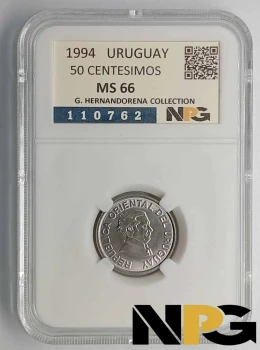 1994 URUGUAY
50 CENTESIMOS
MS 66
G. HERNANDORENA COLLECTION
110762 NPG
REPUBLICA ORIENTAL DEL URUGUAY
NPG